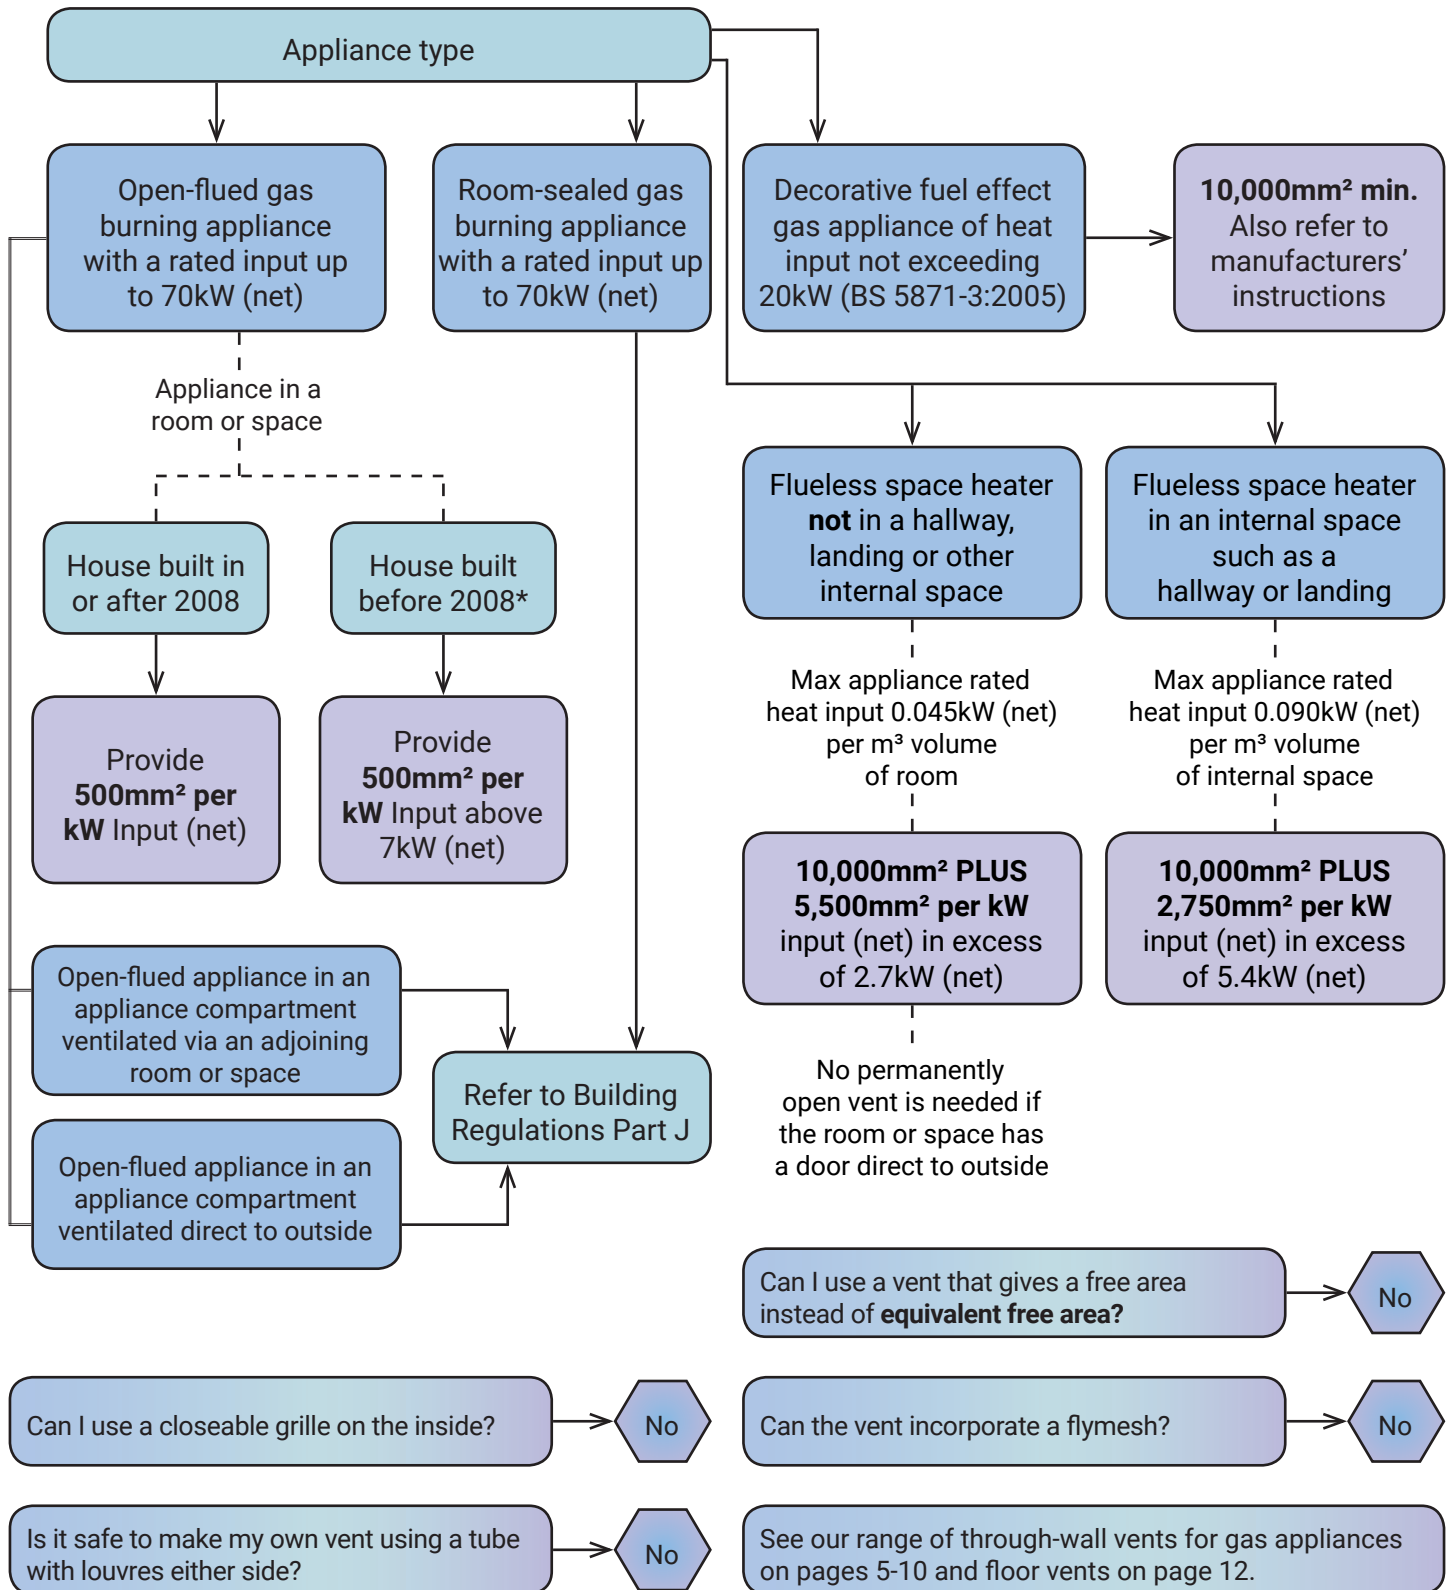 Appliance type
Open-flued gas
burning appliance
with a rated input up
to 70kW (net)
Room-sealed gas
burning appliance
with a rated input up
to 70kW (net)
Decorative fuel effect
gas appliance of heat
input not exceeding
20kW (BS 5871-3:2005)
10,000mm² min.
Also refer to
manufacturers’
instructions
Appliance in a
room or space
House built in
or after 2008
House built
before 2008*
Provide
500mm² per
kW Input (net)
Provide
500mm² per
kW Input above
7kW (net)
Flueless space heater
not in a hallway,
landing or other
internal space
Flueless space heater
in an internal space
such as a
hallway or landing
Max appliance rated
heat input 0.045kW (net)
per m³ volume
of room
Max appliance rated
heat input 0.090kW (net)
per m³ volume
of internal space
10,000mm² PLUS
5,500mm² per kW
input (net) in excess
of 2.7kW (net)
10,000mm² PLUS
2,750mm² per kW
input (net) in excess
of 5.4kW (net)
No permanently
open vent is needed if
the room or space has
a door direct to outside
Open-flued appliance in an
appliance compartment
ventilated via an adjoining
room or space
Open-flued appliance in an
appliance compartment
ventilated direct to outside
Refer to Building
Regulations Part J
Can I use a vent that gives a free area
instead of equivalent free area?
No
Can I use a closeable grille on the inside?
No
Can the vent incorporate a flymesh?
No
Is it safe to make my own vent using a tube
with louvres either side?
No
See our range of through-wall vents for gas appliances
on pages 5-10 and floor vents on page 12.